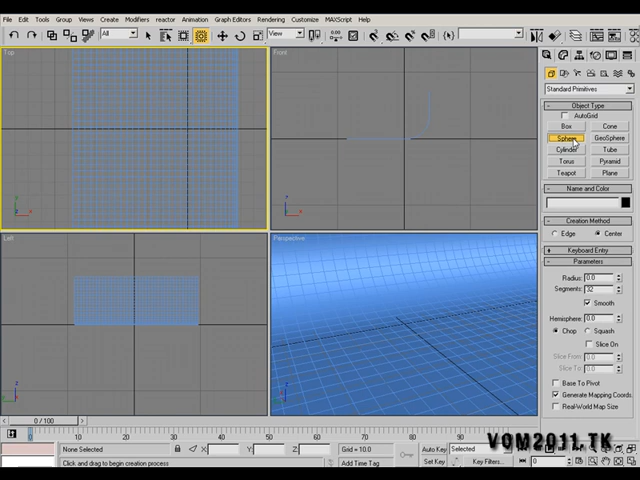 File Edit Tools Group Views Create Modifiers reactor Animation Graph Editors Rendering Customize MAXScript Help
All View
Top Front
Standard Primitives
Object Type
AutoGrid
Box Cone
Sphere GeoSphere
Cylinder Tube
Torus Pyramid
Teapot Plane
Name and Color
Creation Method
Edge Center
Left Perspective
Keyboard Entry
Parameters
Radius: 0.0
Segments: 32
Smooth
Hemisphere: 0.0
Chop Squash
Slice On
Slice From: 0.0
Slice To: 0.0
Base To Pivot
Generate Mapping Coords.
Real-World Map Size
0 / 100
0 10 20 30 40 50 60 70 80 90
VOM2011.TK
None Selected X: Y: Z: Grid = 10.0 Auto Key Selected
Click and drag to begin creation process Add Time Tag Set Key Key Filters... 0